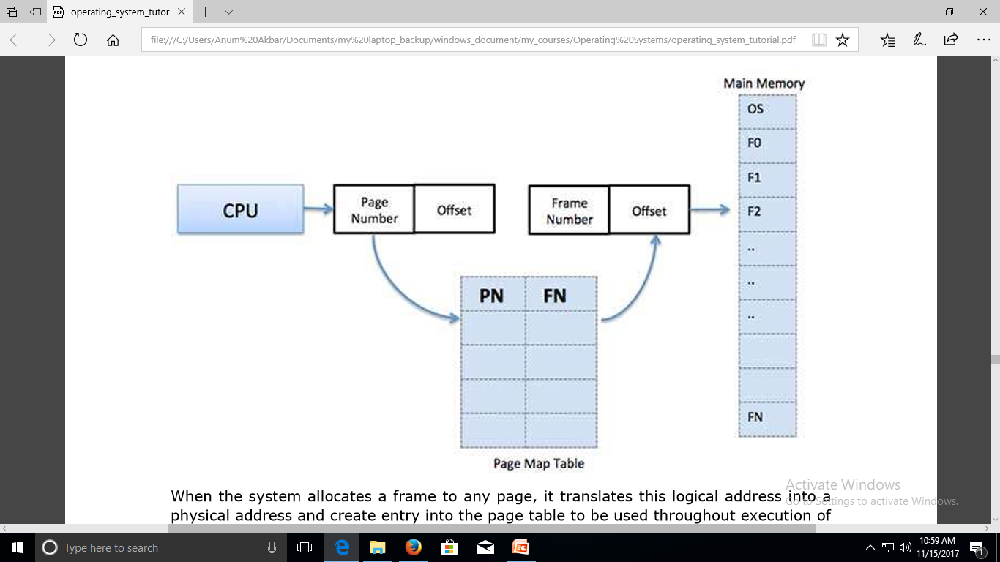 operating_system_tutor
file:///C:/Users/Anum%20Akbar/Documents/my%20laptop_backup/windows_document/my_courses/Operating%20Systems/operating_system_tutorial.pdf
Main Memory
OS
F0
F1
F2
..
..
..
FN
CPU
Page
Number
Offset
Frame
Number
Offset
PN FN
Page Map Table
When the system allocates a frame to any page, it translates this logical address into a
physical address and create entry into the page table to be used throughout execution of
Activate Windows
Go to Settings to activate Windows.
Type here to search
10:59 AM
11/15/2017
1